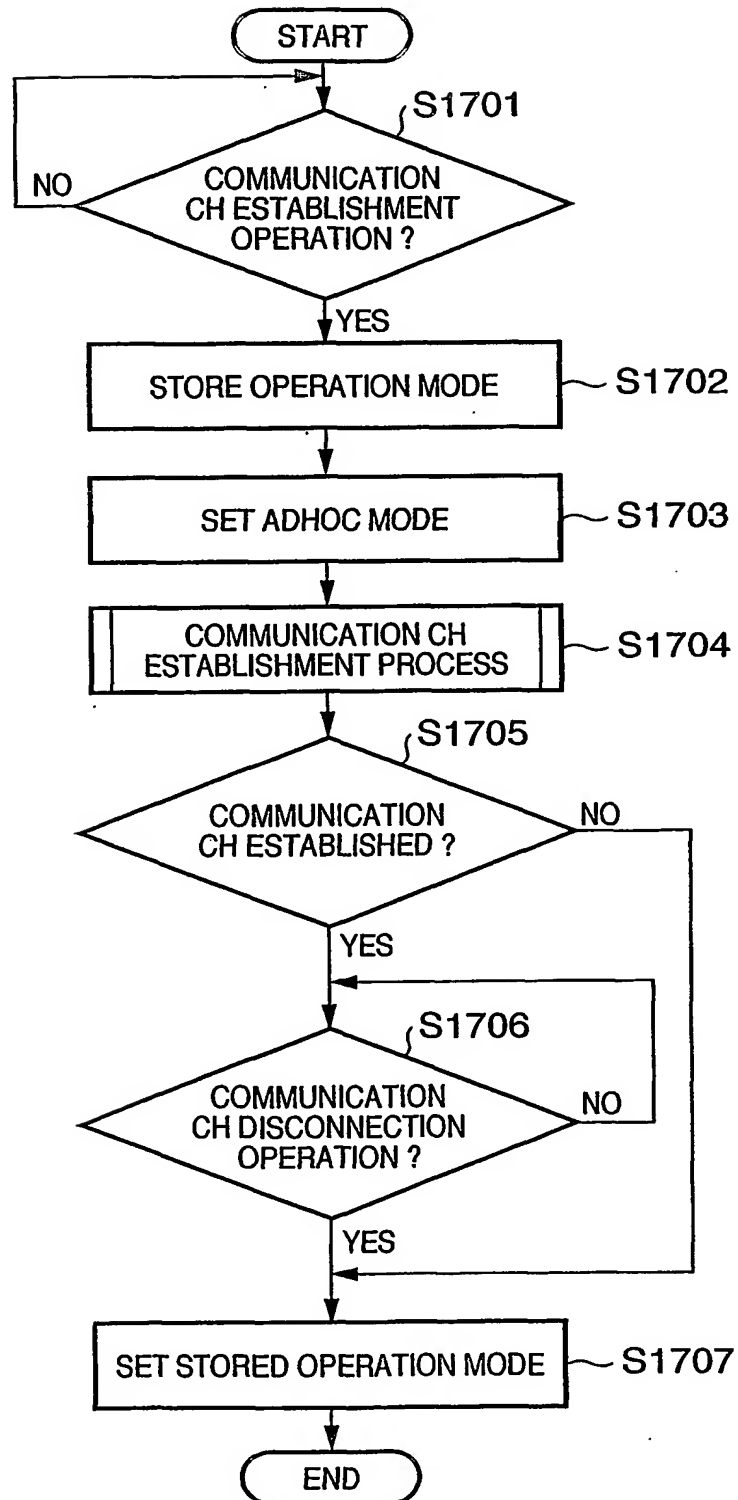 START
S1701
NO
COMMUNICATION
CH ESTABLISHMENT
OPERATION ?
YES
STORE OPERATION MODE
S1702
SET ADHOC MODE
S1703
COMMUNICATION CH
ESTABLISHMENT PROCESS
S1704
S1705
COMMUNICATION
CH ESTABLISHED ?
NO
YES
S1706
COMMUNICATION
CH DISCONNECTION
OPERATION ?
NO
YES
SET STORED OPERATION MODE
S1707
END